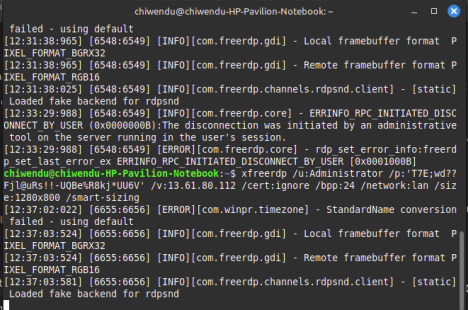 chiwendu@chiwendu-HP-Pavilion-Notebook:~
failed - using default
[12:31:38:965] [6548:6549] [INFO][com.freerdp.gdi] - Local framebuffer format  P
IXEL_FORMAT_BGRX32
[12:31:38:965] [6548:6549] [INFO][com.freerdp.gdi] - Remote framebuffer format P
IXEL_FORMAT_RGB16
[12:31:38:025] [6548:6549] [INFO][com.freerdp.channels.rdpsnd.client] - [static]
 Loaded fake backend for rdpsnd
[12:33:29:988] [6548:6549] [INFO][com.freerdp.core] - ERRINFO_RPC_INITIATED_DISC
ONNECT_BY_USER (0x0000000B):The disconnection was initiated by an administrative
 tool on the server running in the user's session.
[12:33:29:988] [6548:6549] [ERROR][com.freerdp.core] - rdp_set_error_info:freerd
p_set_last_error_ex ERRINFO_RPC_INITIATED_DISCONNECT_BY_USER [0x0001000B]
chiwendu@chiwendu-HP-Pavilion-Notebook:~$ xfreerdp /u:Administrator /p:'T7E;wd??
Fjl@uRs!!-UQBe%R8kj*UU6V' /v:13.61.80.112 /cert:ignore /bpp:24 /network:lan /siz
e:1280x800 /smart-sizing
[12:37:02:022] [6655:6656] [ERROR][com.winpr.timezone] - StandardName conversion
 failed - using default
[12:37:03:524] [6655:6656] [INFO][com.freerdp.gdi] - Local framebuffer format  P
IXEL_FORMAT_BGRX32
[12:37:03:524] [6655:6656] [INFO][com.freerdp.gdi] - Remote framebuffer format P
IXEL_FORMAT_RGB16
[12:37:03:581] [6655:6656] [INFO][com.freerdp.channels.rdpsnd.client] - [static]
 Loaded fake backend for rdpsnd